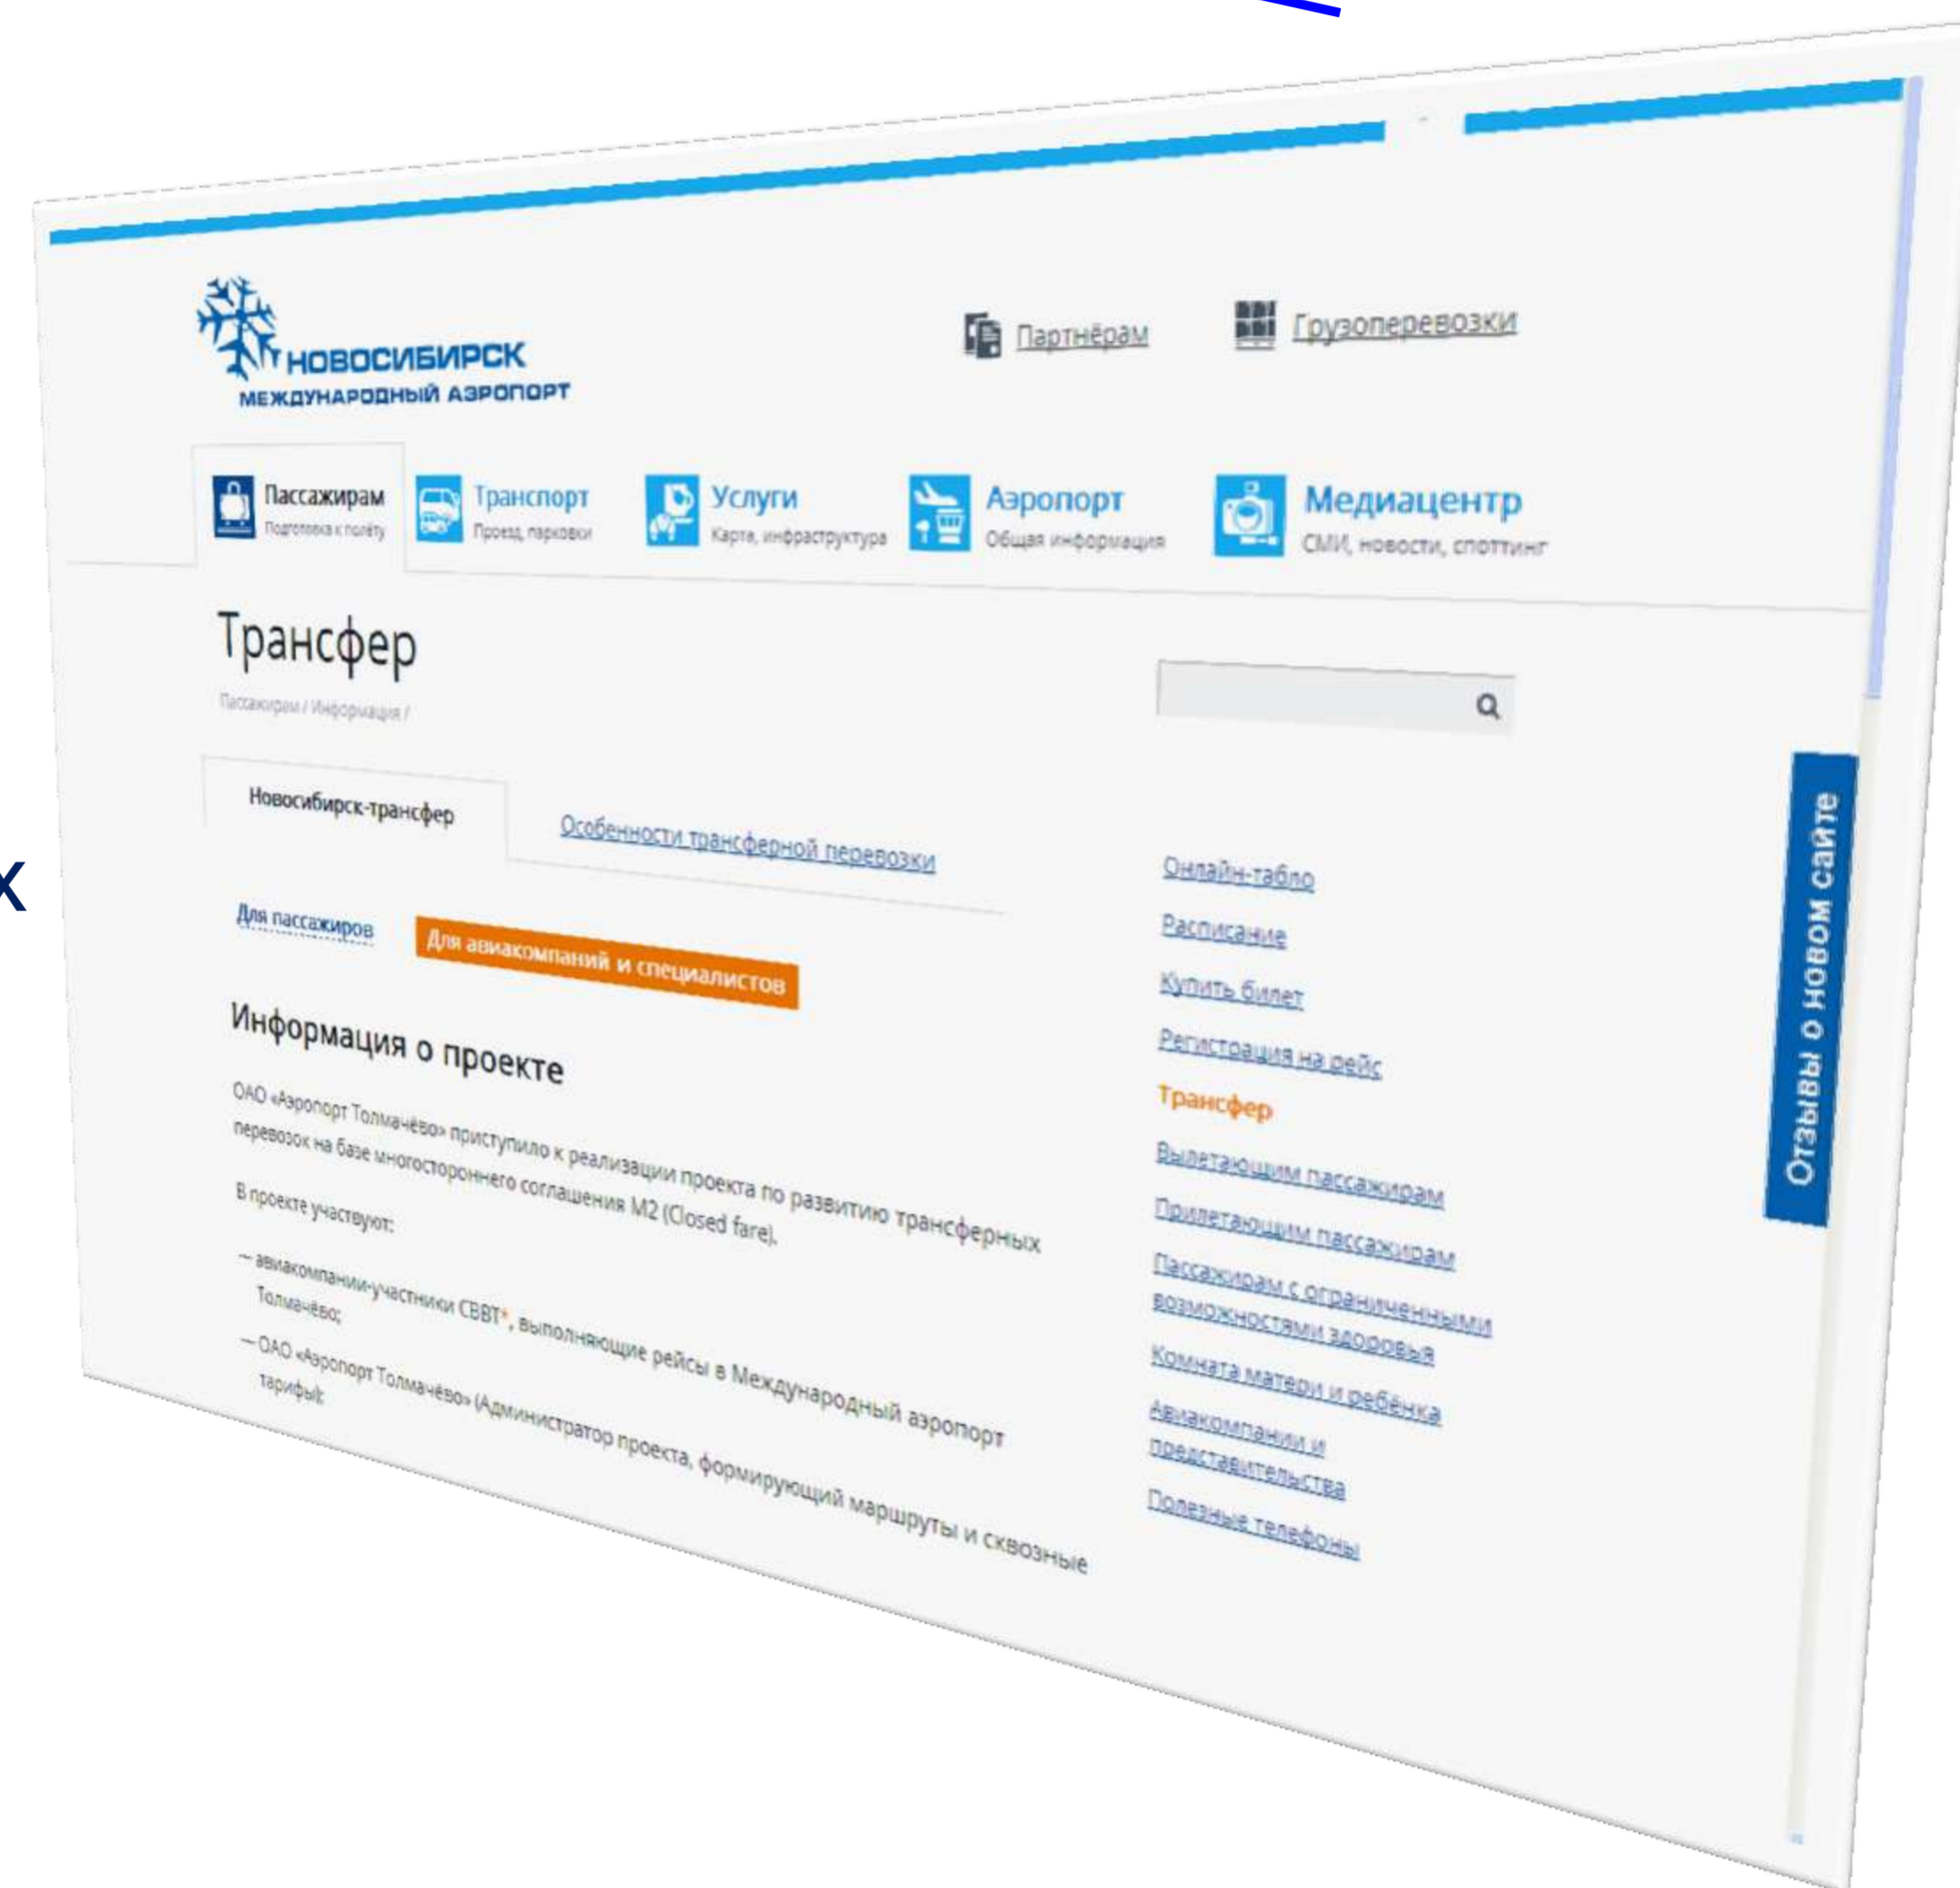 НОВОСИБИРСК
МЕЖДУНАРОДНЫЙ АЭРОПОРТ
Партнёрам
Грузоперевозки
Пассажирам
Подготовка к полёту
Транспорт
Проезд, парковки
Услуги
Карта, инфраструктура
Аэропорт
Общая информация
Медиацентр
СМИ, новости, споттинг
Трансфер
Пассажирам / Информация /
Новосибирск-трансфер
Особенности трансферной перевозки
х
Для пассажиров
Для авиакомпаний и специалистов
Информация о проекте
ОАО «Аэропорт Толмачёво» приступило к реализации проекта по развитию трансферных
перевозок на базе многостороннего соглашения М2 (Closed fare).
В проекте участвуют:
— авиакомпании-участники СВВТ*, выполняющие рейсы в Международный аэропорт
Толмачёво;
— ОАО «Аэропорт Толмачёво» (Администратор проекта, формирующий маршруты и сквозные
тарифы);
Онлайн-табло
Расписание
Купить билет
Регистрация на рейс
Трансфер
Вылетающим пассажирам
Прилетающим пассажирам
Пассажирам с ограниченными
возможностями здоровья
Комната матери и ребёнка
Авиакомпании и
представительства
Полезные телефоны
Отзывы о новом сайте